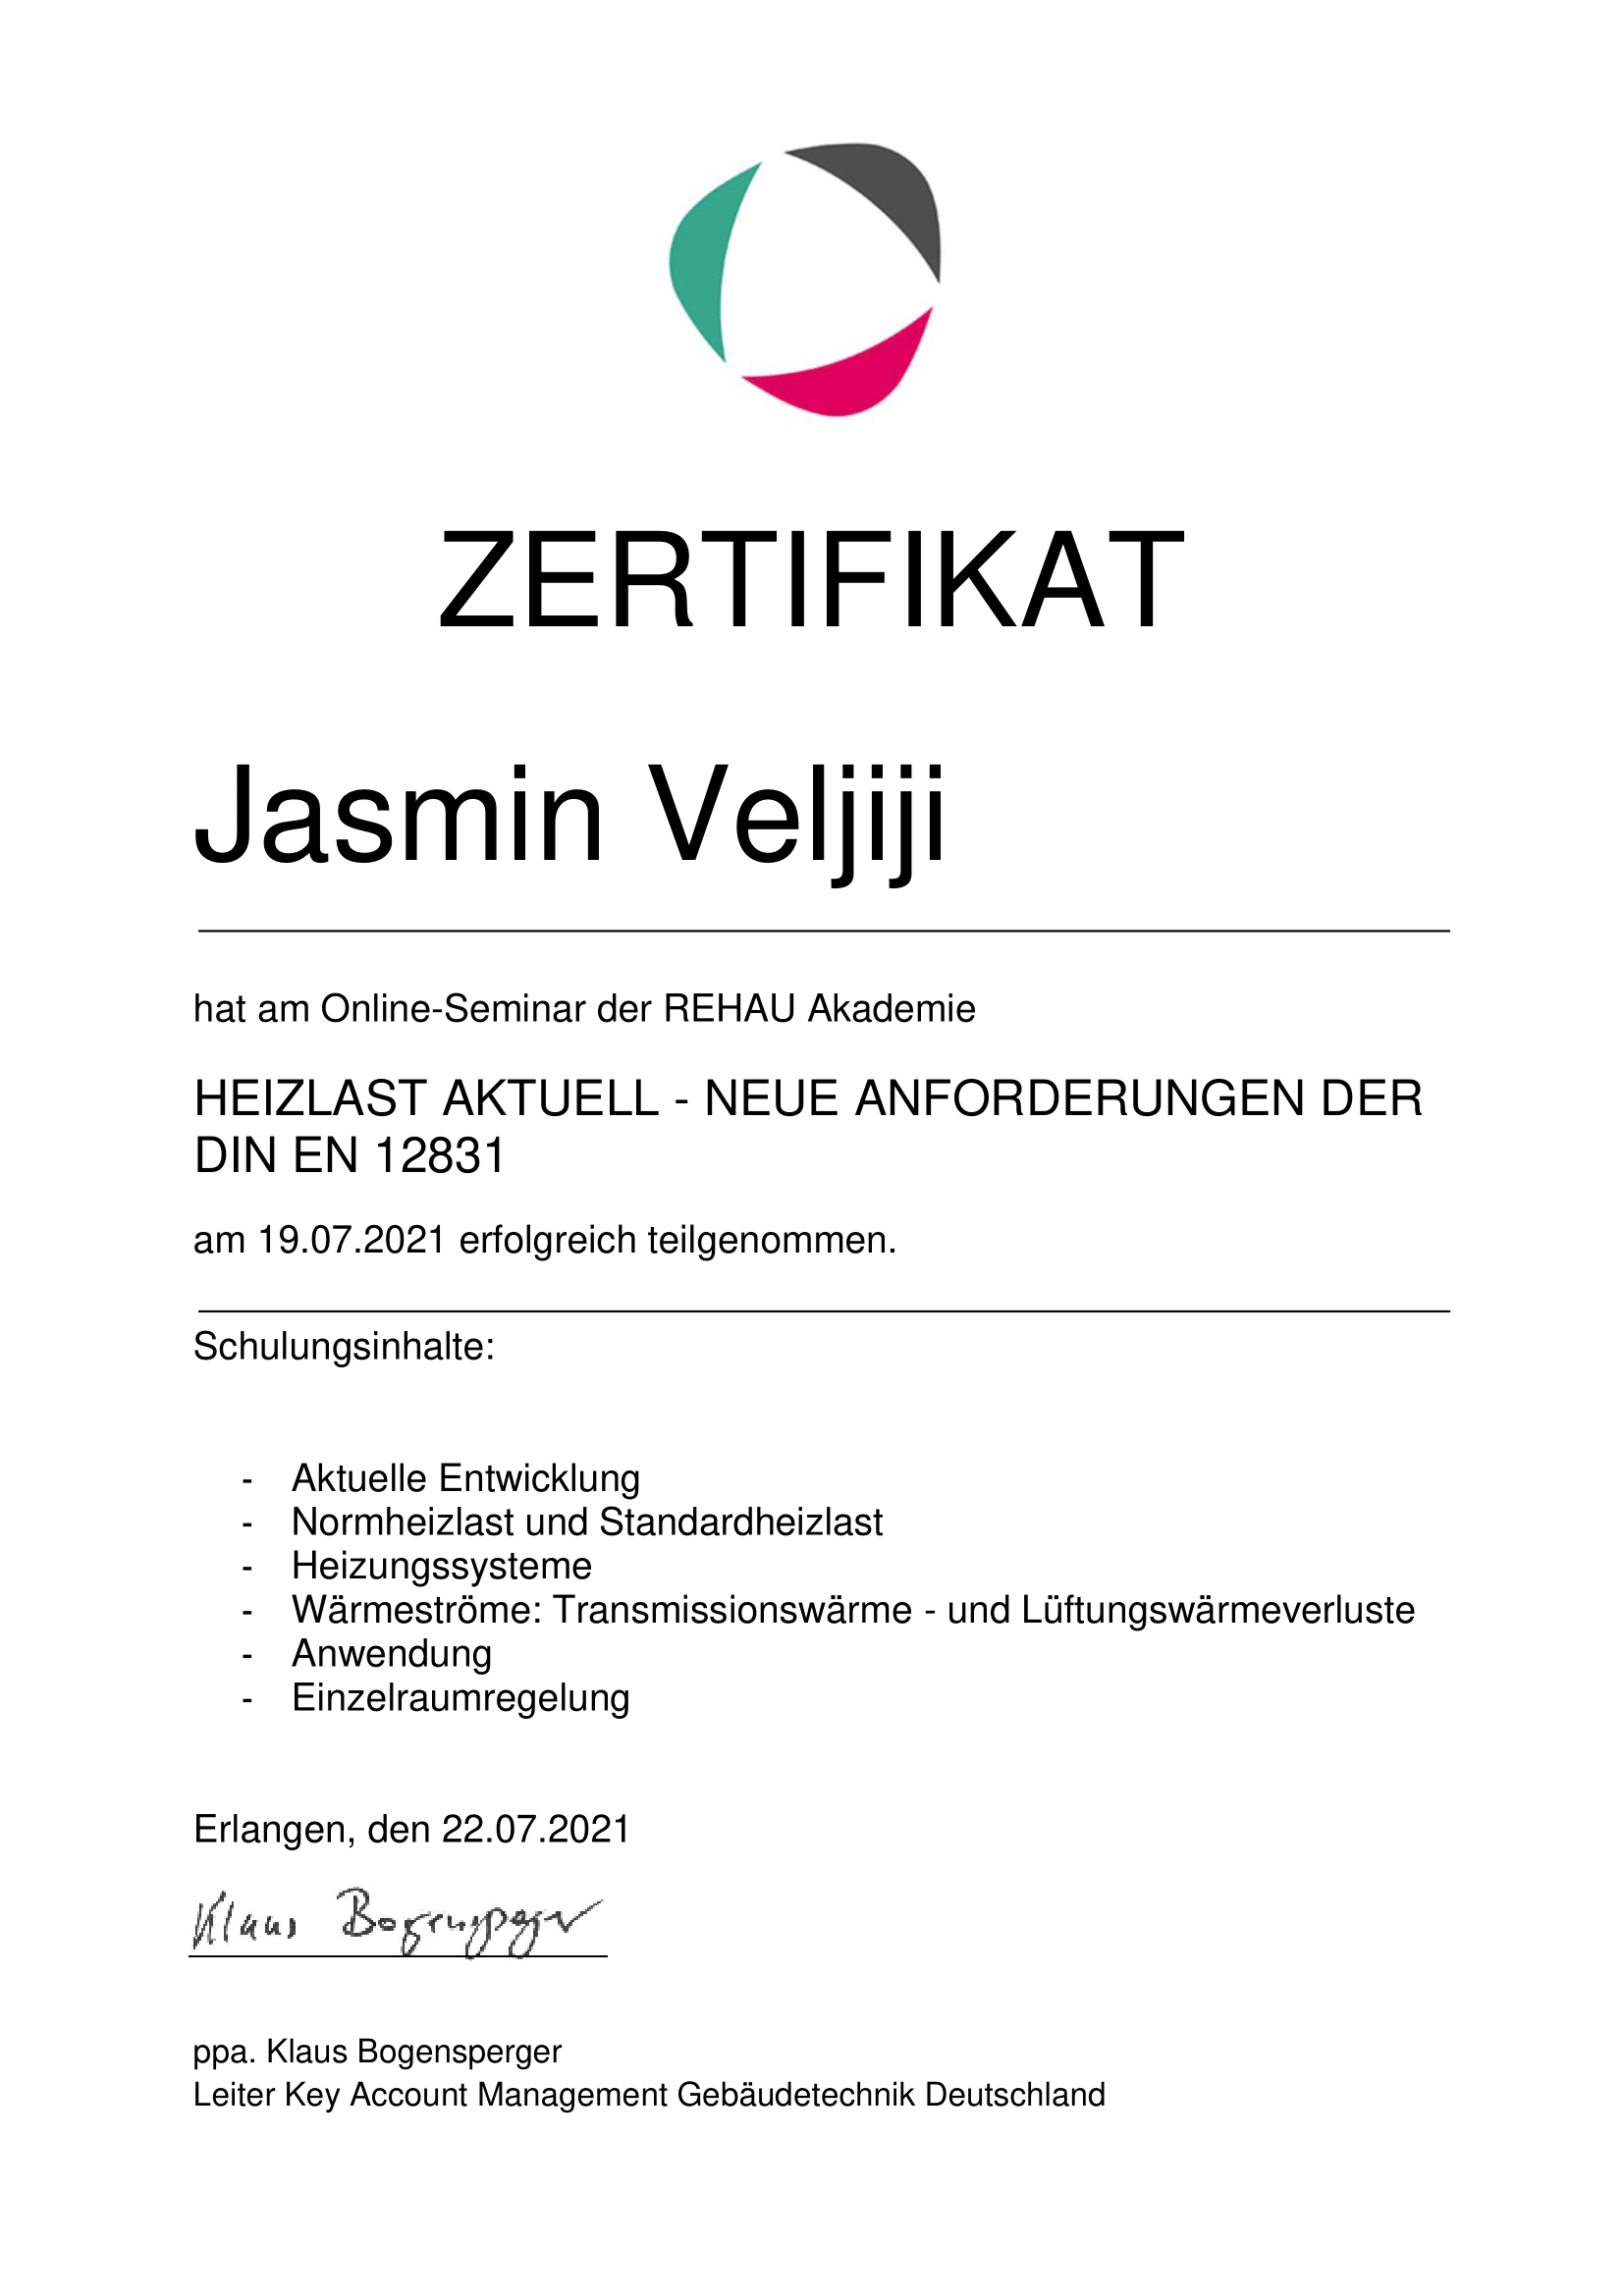 ZERTIFIKAT
Jasmin Veljiji
hat am Online-Seminar der REHAU Akademie
HEIZLAST AKTUELL - NEUE ANFORDERUNGEN DER
DIN EN 12831
am 19.07.2021 erfolgreich teilgenommen.
Schulungsinhalte:
- Aktuelle Entwicklung
- Normheizlast und Standardheizlast
- Heizungssysteme
- Wärmeströme: Transmissionswärme - und Lüftungswärmeverluste
- Anwendung
- Einzelraumregelung
Erlangen, den 22.07.2021
Klaus Bogensperger
ppa. Klaus Bogensperger
Leiter Key Account Management Gebäudetechnik Deutschland